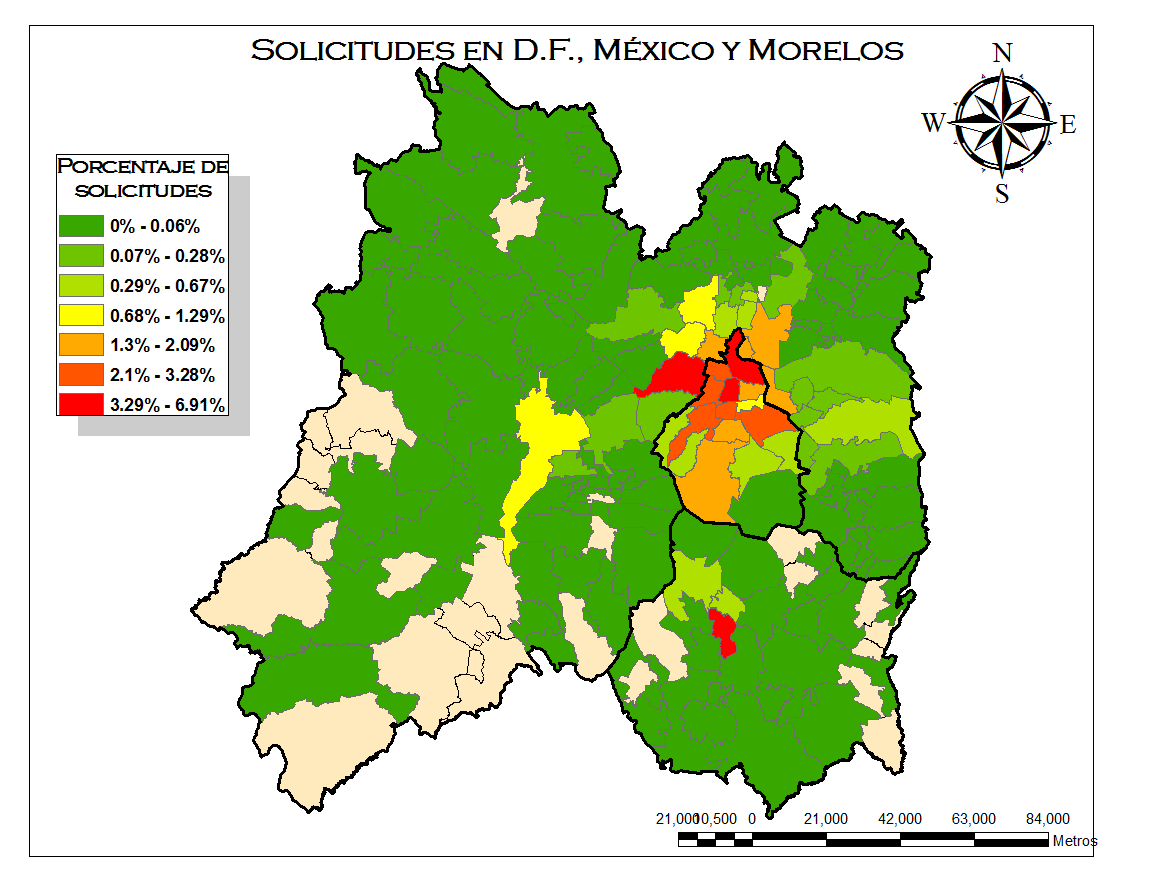 SOLICITUDES EN D.F., MÉXICO Y MORELOS
N
W E
S
PORCENTAJE DE
SOLICITUDES
0% - 0.06%
0.07% - 0.28%
0.29% - 0.67%
0.68% - 1.29%
1.3% - 2.09%
2.1% - 3.28%
3.29% - 6.91%
21,000 10,500 0 21,000 42,000 63,000 84,000
Metros